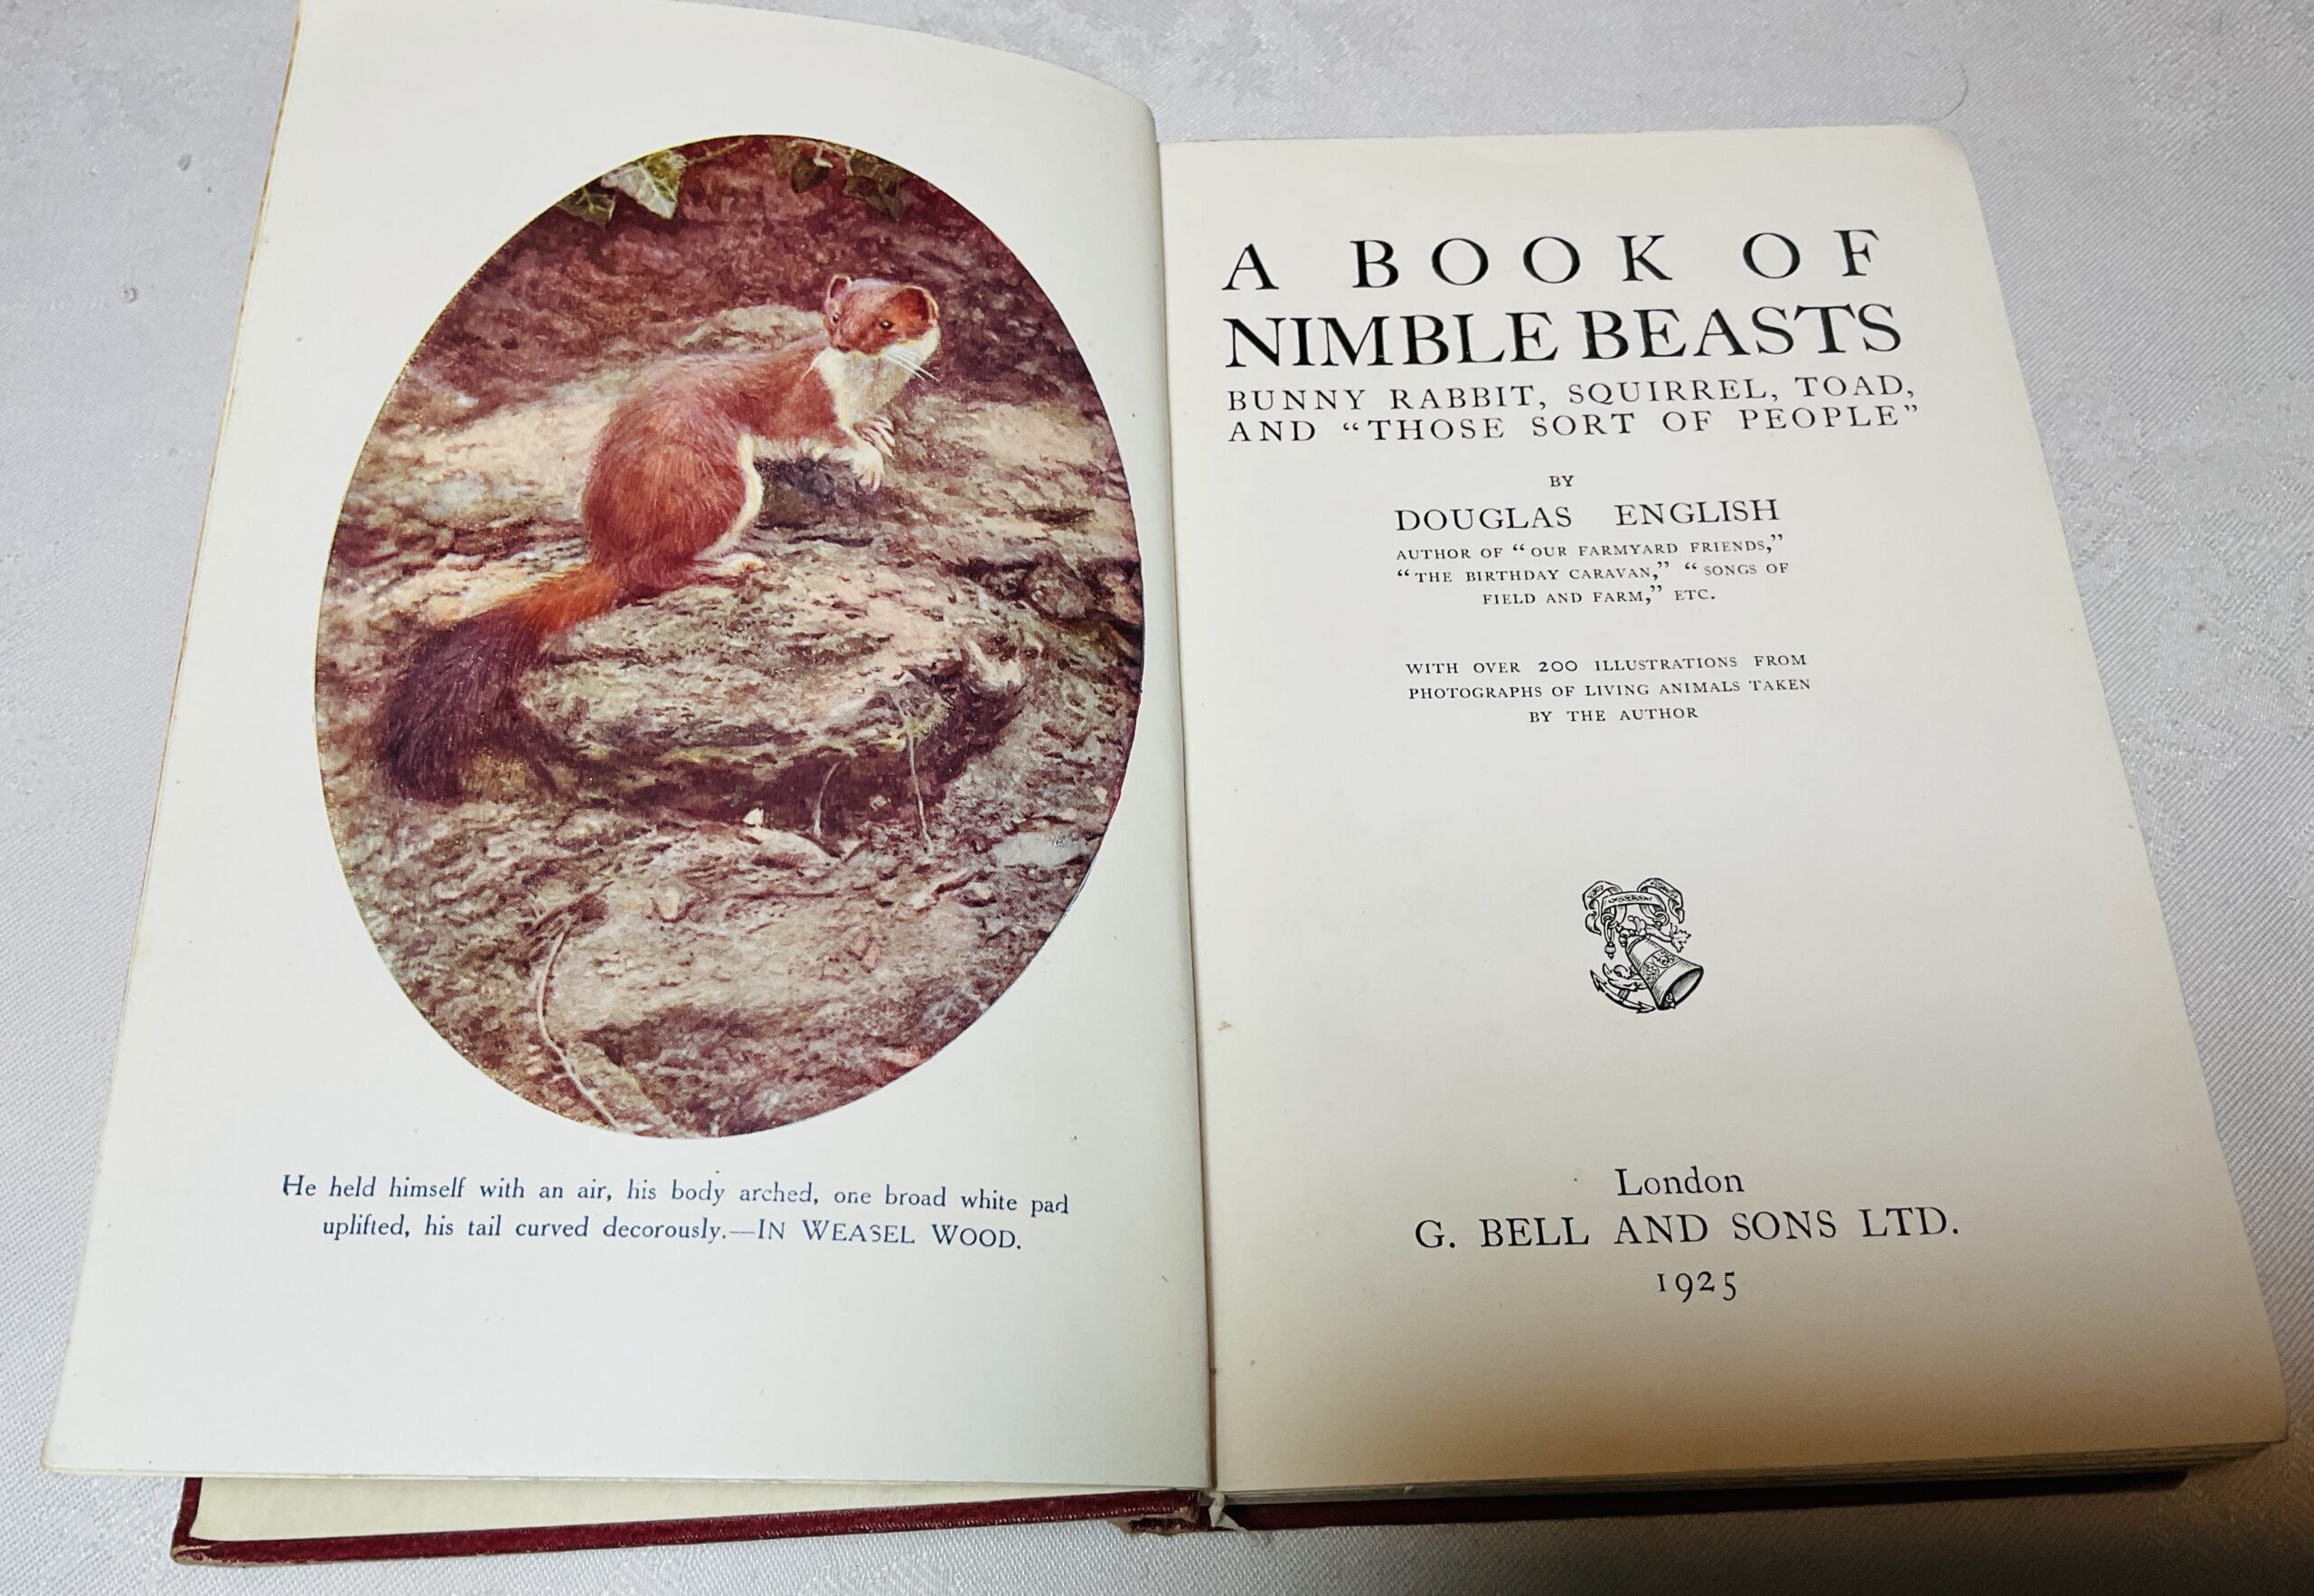 He held himself with an air, his body arched, one broad white pad
uplifted, his tail curved decorously.—IN WEASEL WOOD.
A BOOK OF
NIMBLE BEASTS
BUNNY RABBIT, SQUIRREL, TOAD,
AND “THOSE SORT OF PEOPLE”
BY
DOUGLAS ENGLISH
AUTHOR OF “OUR FARMYARD FRIENDS,”
“THE BIRTHDAY CARAVAN,” “SONGS OF
FIELD AND FARM,” ETC.
WITH OVER 200 ILLUSTRATIONS FROM
PHOTOGRAPHS OF LIVING ANIMALS TAKEN
BY THE AUTHOR
London
G. BELL AND SONS LTD.
1925